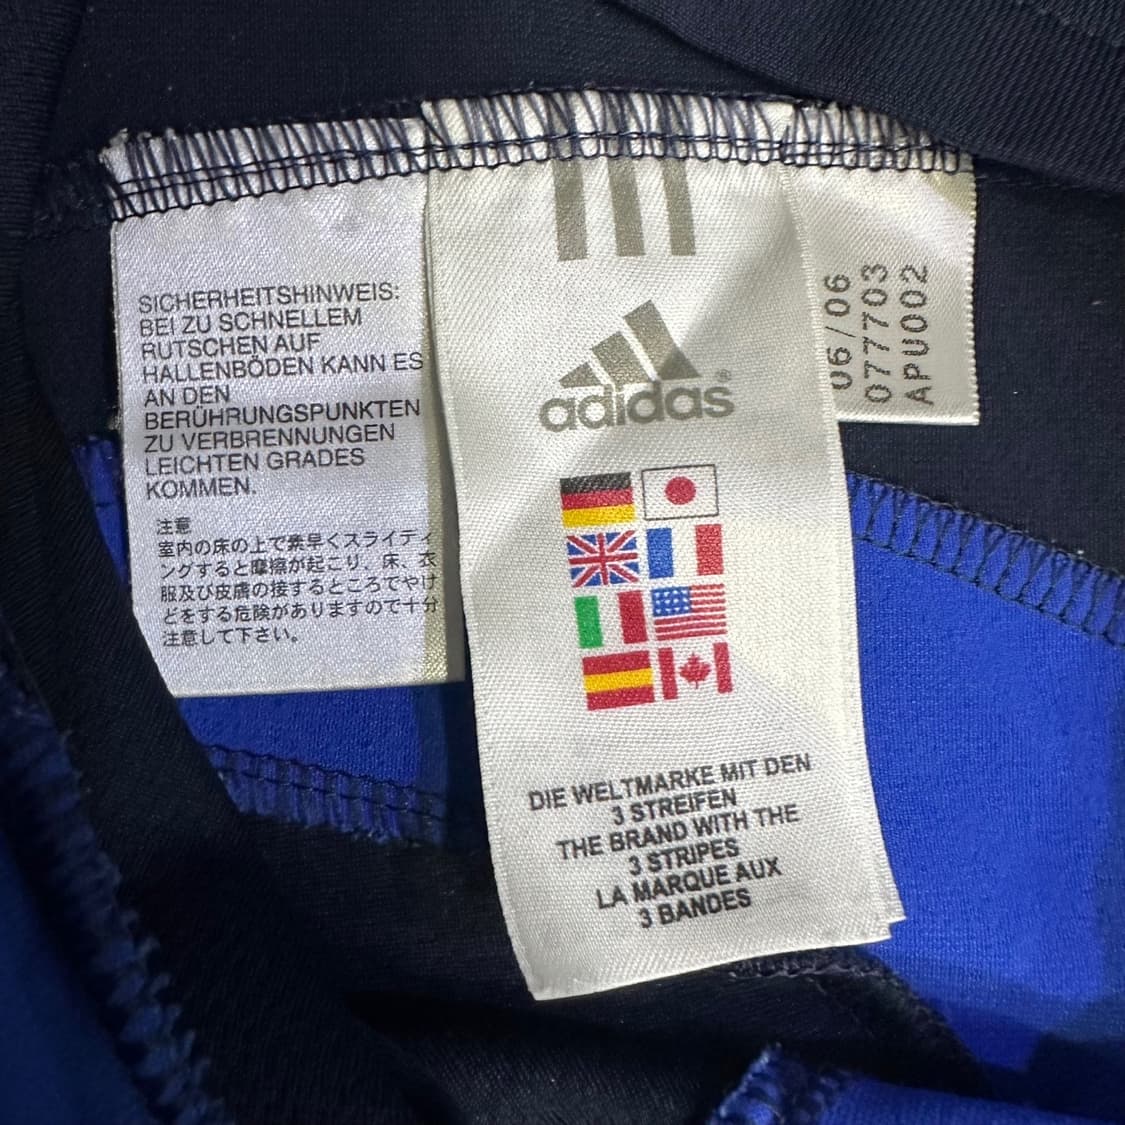 SICHERHEITSHINWEIS:
BEI ZU SCHNELLEM
RUTSCHEN AUF
HALLENBÖDEN KANN ES
AN DEN
BERÜHRUNGSPUNKTEN
ZU VERBRENNUNGEN
LEICHTEN GRADES
KOMMEN.
注意
室内の床の上で素早くスライディ
ングすると摩擦が起こり、床、衣
服及び皮膚の接するところでやけ
どをする危険がありますので十分
注意して下さい。
adidas®
DIE WELTMARKE MIT DEN
3 STREIFEN
THE BRAND WITH THE
3 STRIPES
LA MARQUE AUX
3 BANDES
06/06
077703
APU002